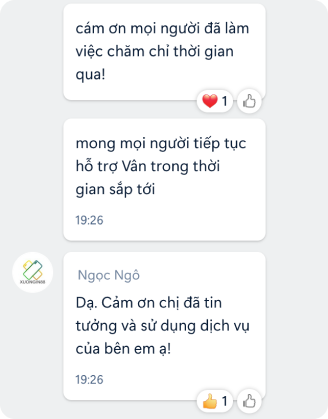 cám ơn mọi người đã làm
việc chăm chỉ thời gian
qua!
1
mong mọi người tiếp tục
hỗ trợ Vân trong thời
gian sắp tới
19:26
XUONGIN88
Ngọc Ngô
Dạ. Cảm ơn chị đã tin
tưởng và sử dụng dịch vụ
của bên em ạ!
19:26
1